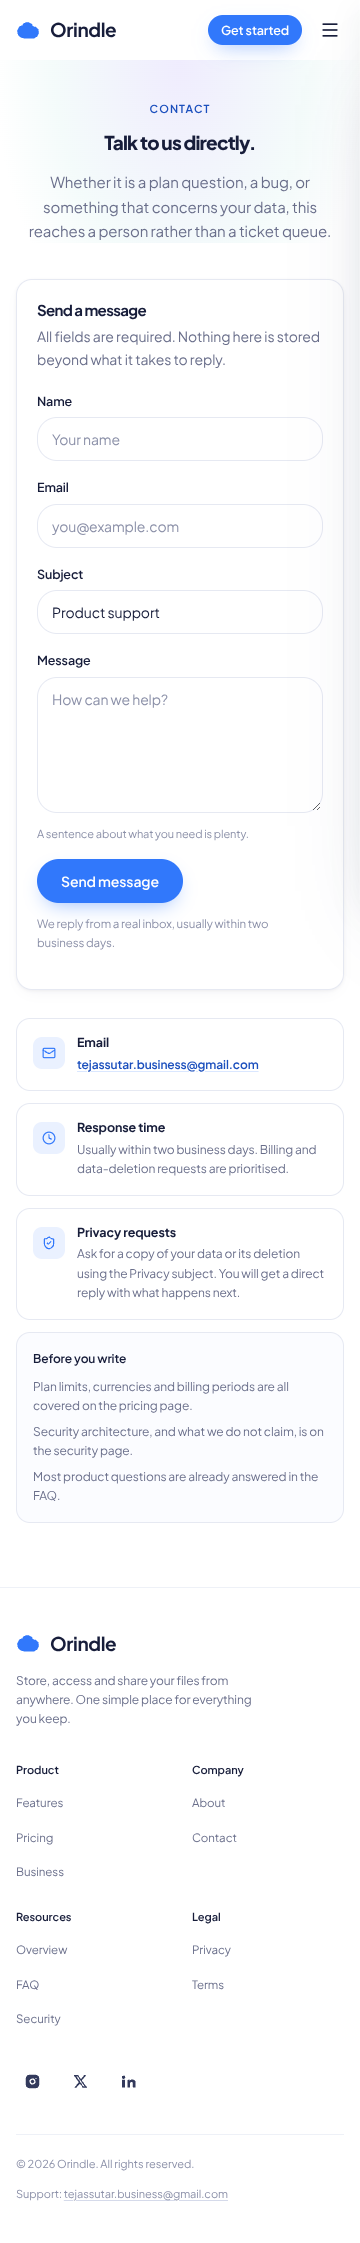 Orindle
Get started
CONTACT
Talk to us directly.
Whether it is a plan question, a bug, or
something that concerns your data, this
reaches a person rather than a ticket queue.
Send a message
All fields are required. Nothing here is stored
beyond what it takes to reply.
Name
Your name
Email
you@example.com
Subject
Product support
Message
How can we help?
A sentence about what you need is plenty.
Send message
We reply from a real inbox, usually within two
business days.
Email
tejassutar.business@gmail.com
Response time
Usually within two business days. Billing and
data-deletion requests are prioritised.
Privacy requests
Ask for a copy of your data or its deletion
using the Privacy subject. You will get a direct
reply with what happens next.
Before you write
Plan limits, currencies and billing periods are all
covered on the pricing page.
Security architecture, and what we do not claim, is on
the security page.
Most product questions are already answered in the
FAQ.
Orindle
Store, access and share your files from
anywhere. One simple place for everything
you keep.
Product
Features
Pricing
Business
Company
About
Contact
Resources
Overview
FAQ
Security
Legal
Privacy
Terms
© 2026 Orindle. All rights reserved.
Support: tejassutar.business@gmail.com